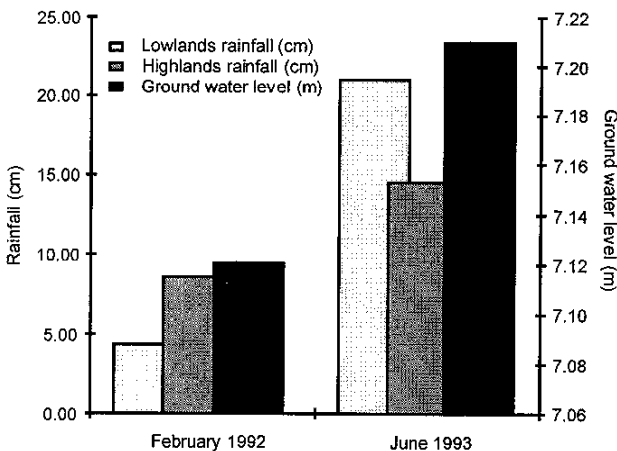 25.00
20.00
15.00
10.00
5.00
0.00
Rainfall (cm)
Lowlands rainfall (cm)
Highlands rainfall (cm)
Ground water level (m)
7.22
7.20
7.18
7.16
7.14
7.12
7.10
7.08
7.06
Ground water level (m)
February 1992
June 1993